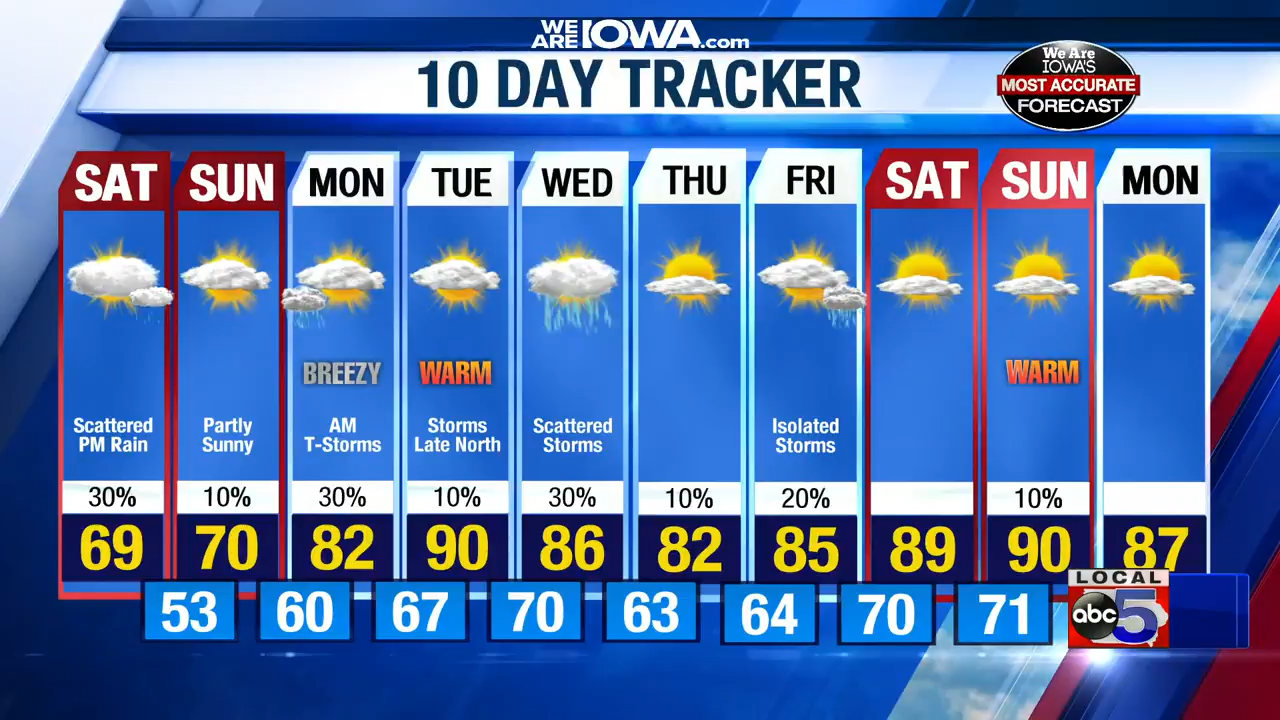 WE ARE IOWA.com
10 DAY TRACKER
We Are
IOWA'S
MOST ACCURATE
FORECAST
SAT SUN MON TUE WED THU FRI SAT SUN MON
BREEZY WARM WARM
Scattered PM Rain
Partly Sunny
AM T-Storms
Storms Late North
Scattered Storms
Isolated Storms
30% 10% 30% 10% 30% 10% 20% 10%
69 70 82 90 86 82 85 89 90 87
53 60 67 70 63 64 70 71
LOCAL
abc 5